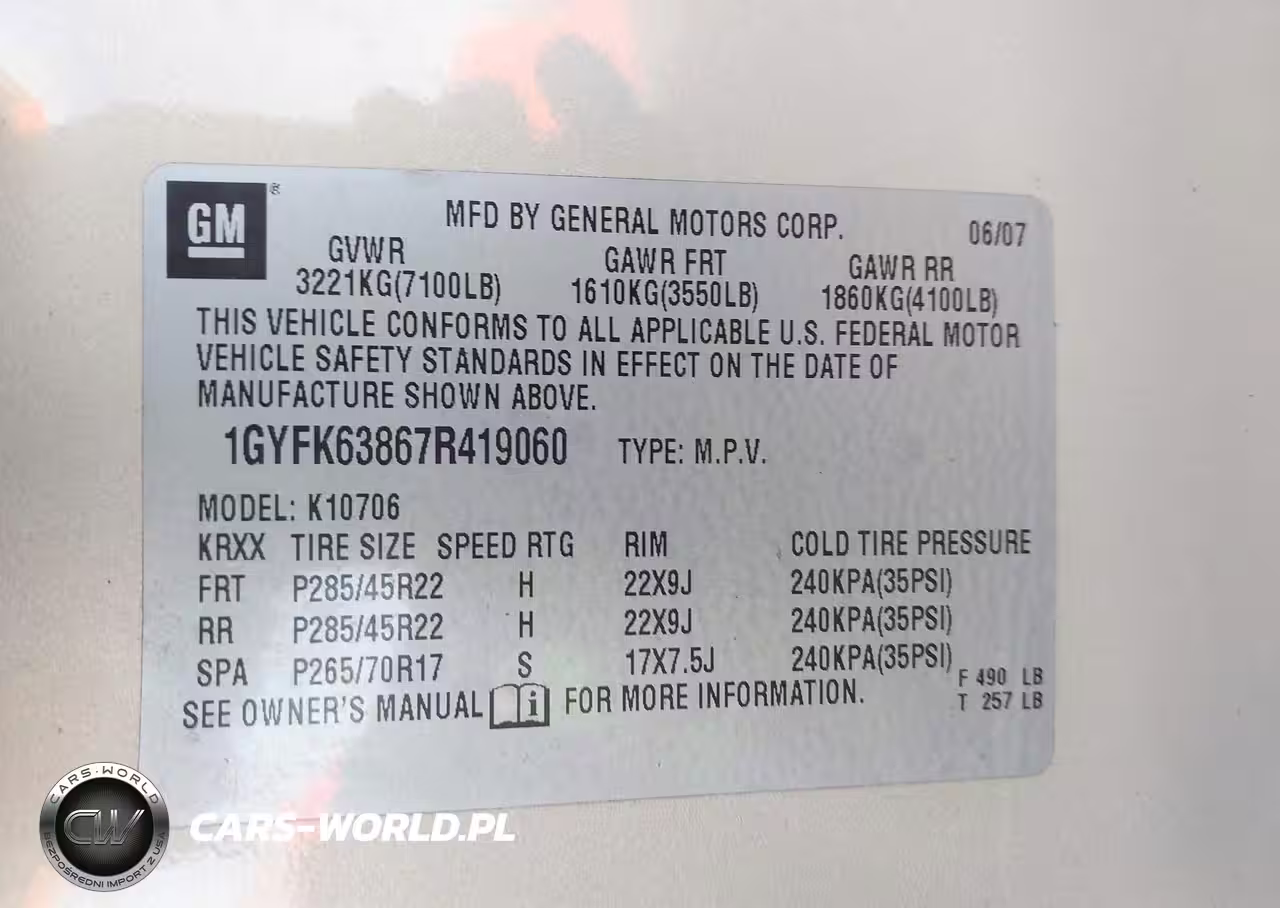 GM ®
MFD BY GENERAL MOTORS CORP. 06/07
GVWR GAWR FRT GAWR RR
3221KG(7100LB) 1610KG(3550LB) 1860KG(4100LB)
THIS VEHICLE CONFORMS TO ALL APPLICABLE U.S. FEDERAL MOTOR
VEHICLE SAFETY STANDARDS IN EFFECT ON THE DATE OF
MANUFACTURE SHOWN ABOVE.
1GYFK63867R419060 TYPE: M.P.V.
MODEL: K10706
KRXX TIRE SIZE SPEED RTG RIM COLD TIRE PRESSURE
FRT P285/45R22 H 22X9J 240KPA(35PSI)
RR P285/45R22 H 22X9J 240KPA(35PSI)
SPA P265/70R17 S 17X7.5J 240KPA(35PSI)
F 490 LB
T 257 LB
SEE OWNER'S MANUAL i FOR MORE INFORMATION.
CARS-WORLD
CW
BEZPOŚREDNI IMPORT Z USA
CARS-WORLD.PL